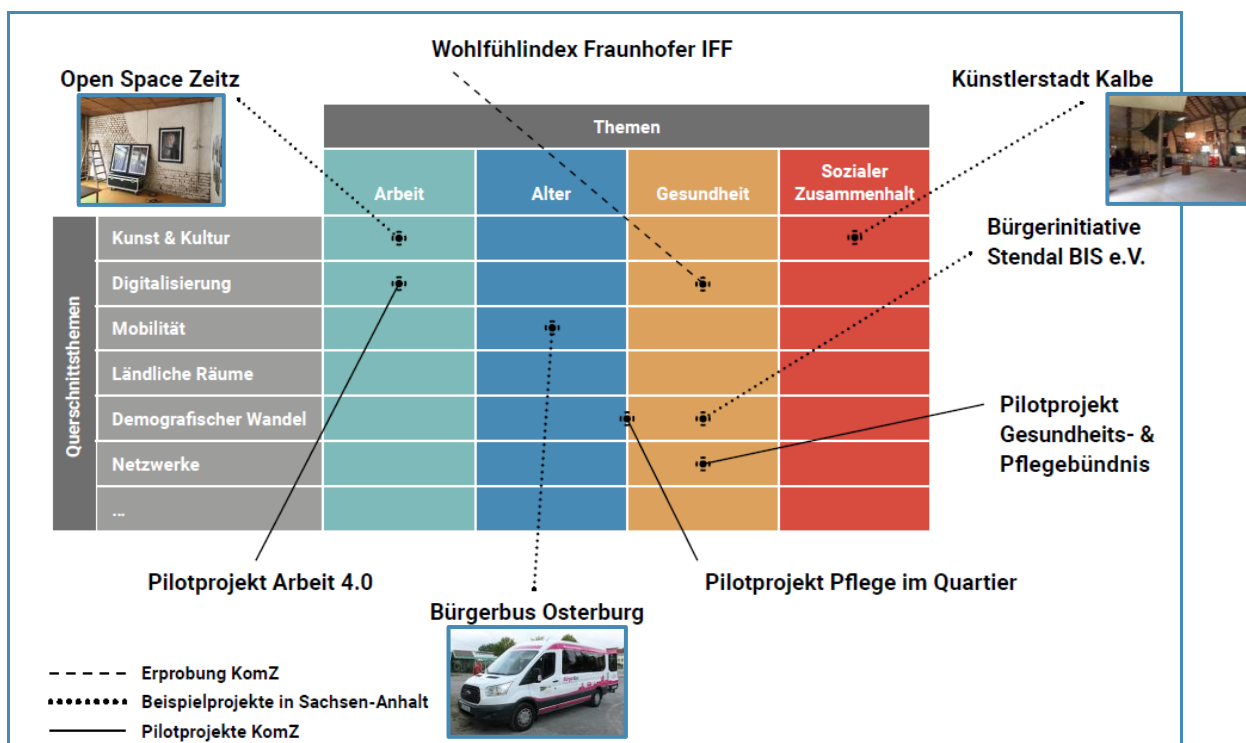 Wohlfühlindex Fraunhofer IFF
Open Space Zeitz
Künstlerstadt Kalbe
Themen
Arbeit
Alter
Gesundheit
Sozialer
Zusammenhalt
Querschnittsthemen
Kunst & Kultur
Digitalisierung
Mobilität
Ländliche Räume
Demografischer Wandel
Netzwerke
...
Bürgerinitiative
Stendal BIS e.V.
Pilotprojekt
Gesundheits- &
Pflegebündnis
Pilotprojekt Arbeit 4.0
Pilotprojekt Pflege im Quartier
Bürgerbus Osterburg
Erprobung KomZ
Beispielprojekte in Sachsen-Anhalt
Pilotprojekte KomZ